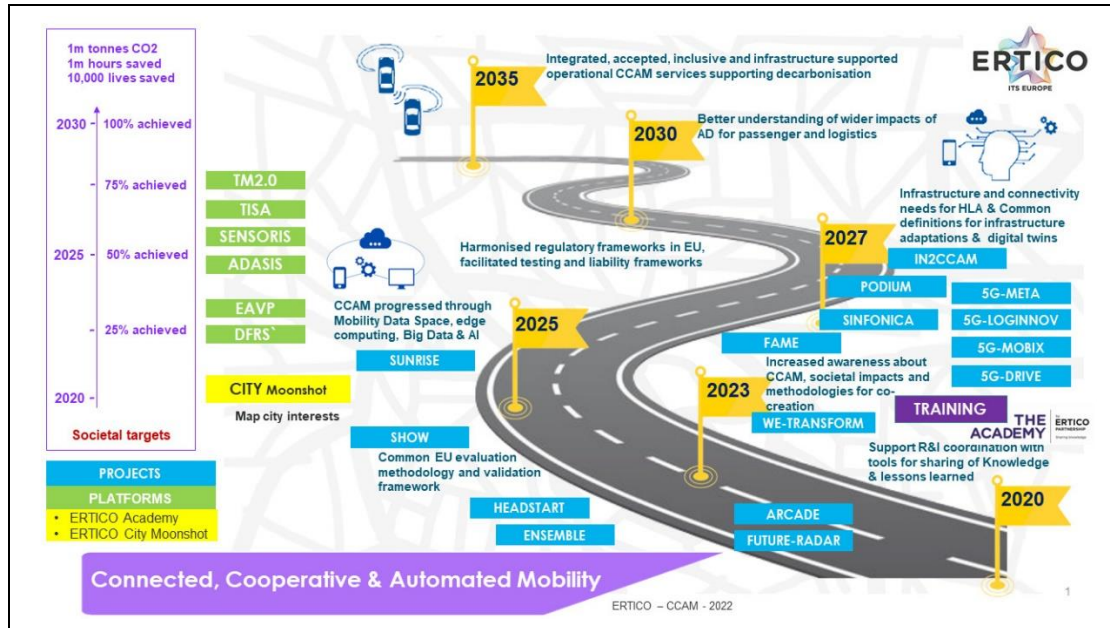 1m tonnes CO2
1m hours saved
10,000 lives saved
2030
100% achieved
75% achieved
2025
50% achieved
25% achieved
2020
Societal targets
PROJECTS
PLATFORMS
• ERTICO Academy
• ERTICO City Moonshot
TM2.0
TISA
SENSORIS
ADASIS
EAVP
DFRS`
CITY Moonshot
Map city interests
2035
Integrated, accepted, inclusive and infrastructure supported
operational CCAM services supporting decarbonisation
ERTICO
ITS EUROPE
2030
Better understanding of wider impacts of
AD for passenger and logistics
Infrastructure and connectivity
needs for HLA & Common
definitions for infrastructure
adaptations & digital twins
2027
Harmonised regulatory frameworks in EU,
facilitated testing and liability frameworks
IN2CCAM
PODIUM
SINFONICA
FAME
5G-META
5G-LOGINNOV
5G-MOBIX
5G-DRIVE
CCAM progressed through
Mobility Data Space, edge
computing, Big Data & AI
2025
SUNRISE
Increased awareness about
CCAM, societal impacts and
methodologies for co-
creation
2023
WE-TRANSFORM
TRAINING
THE
ACADEMY
ERTICO
PARTNERSHIP
Support R&I coordination with
tools for sharing of Knowledge
& lessons learned
SHOW
Common EU evaluation
methodology and validation
framework
2020
HEADSTART
ENSEMBLE
ARCADE
FUTURE-RADAR
Connected, Cooperative & Automated Mobility
ERTICO – CCAM - 2022
1